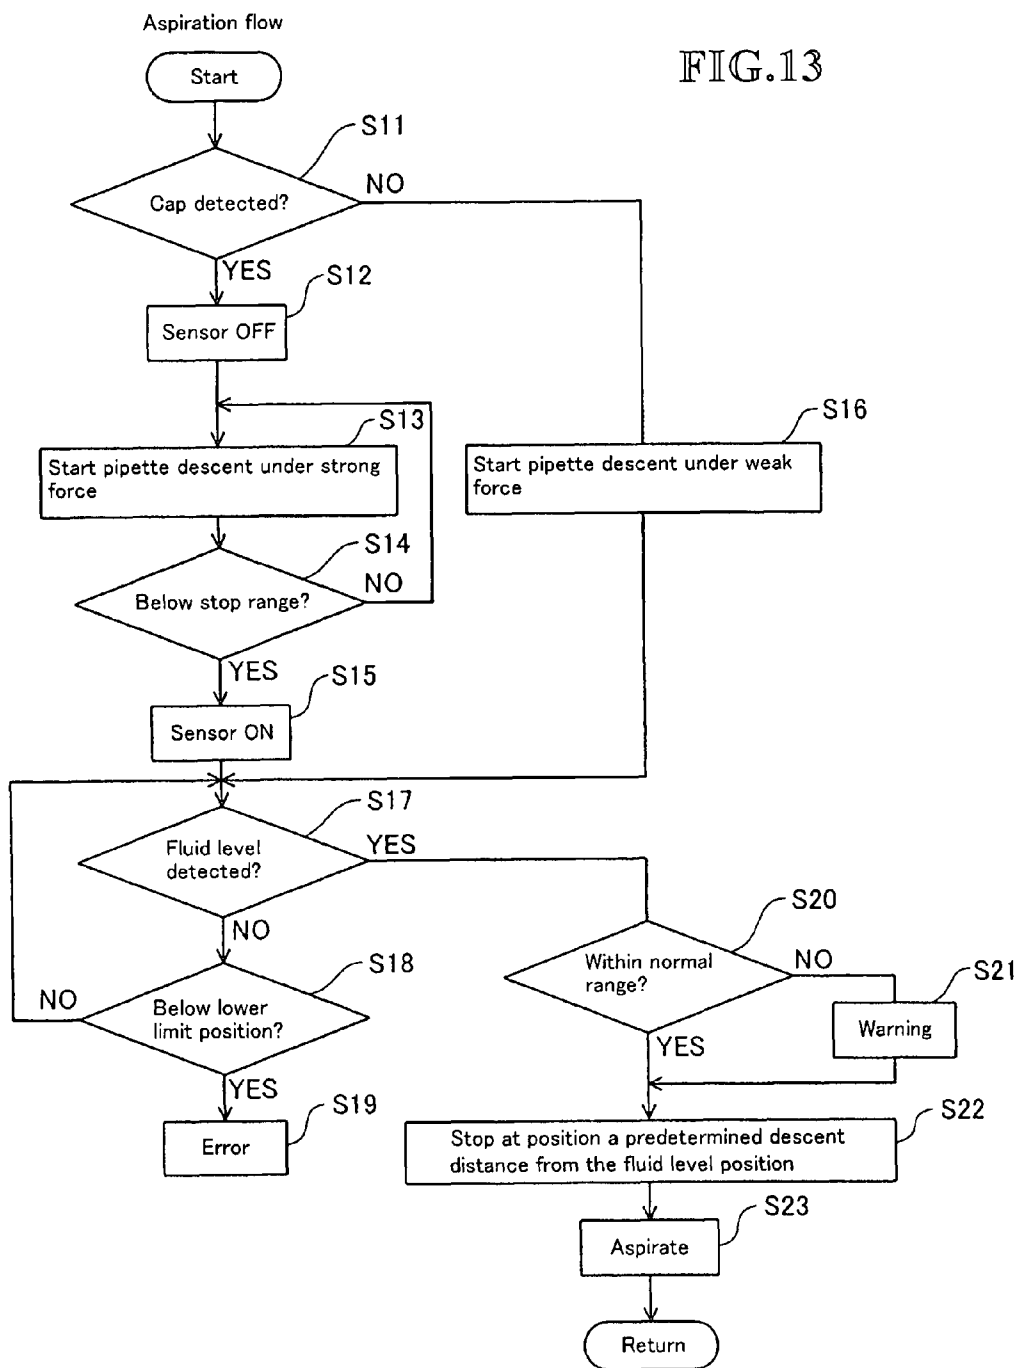 Aspiration flow
FIG.13
Start
S11
Cap detected?
NO
YES
S12
Sensor OFF
S13
Start pipette descent under strong
force
S16
Start pipette descent under weak
force
S14
Below stop range?
NO
YES
S15
Sensor ON
S17
Fluid level
detected?
YES
NO
S18
Below lower
limit position?
NO
YES
S19
Error
S20
Within normal
range?
NO
S21
Warning
YES
S22
Stop at position a predetermined descent
distance from the fluid level position
S23
Aspirate
Return